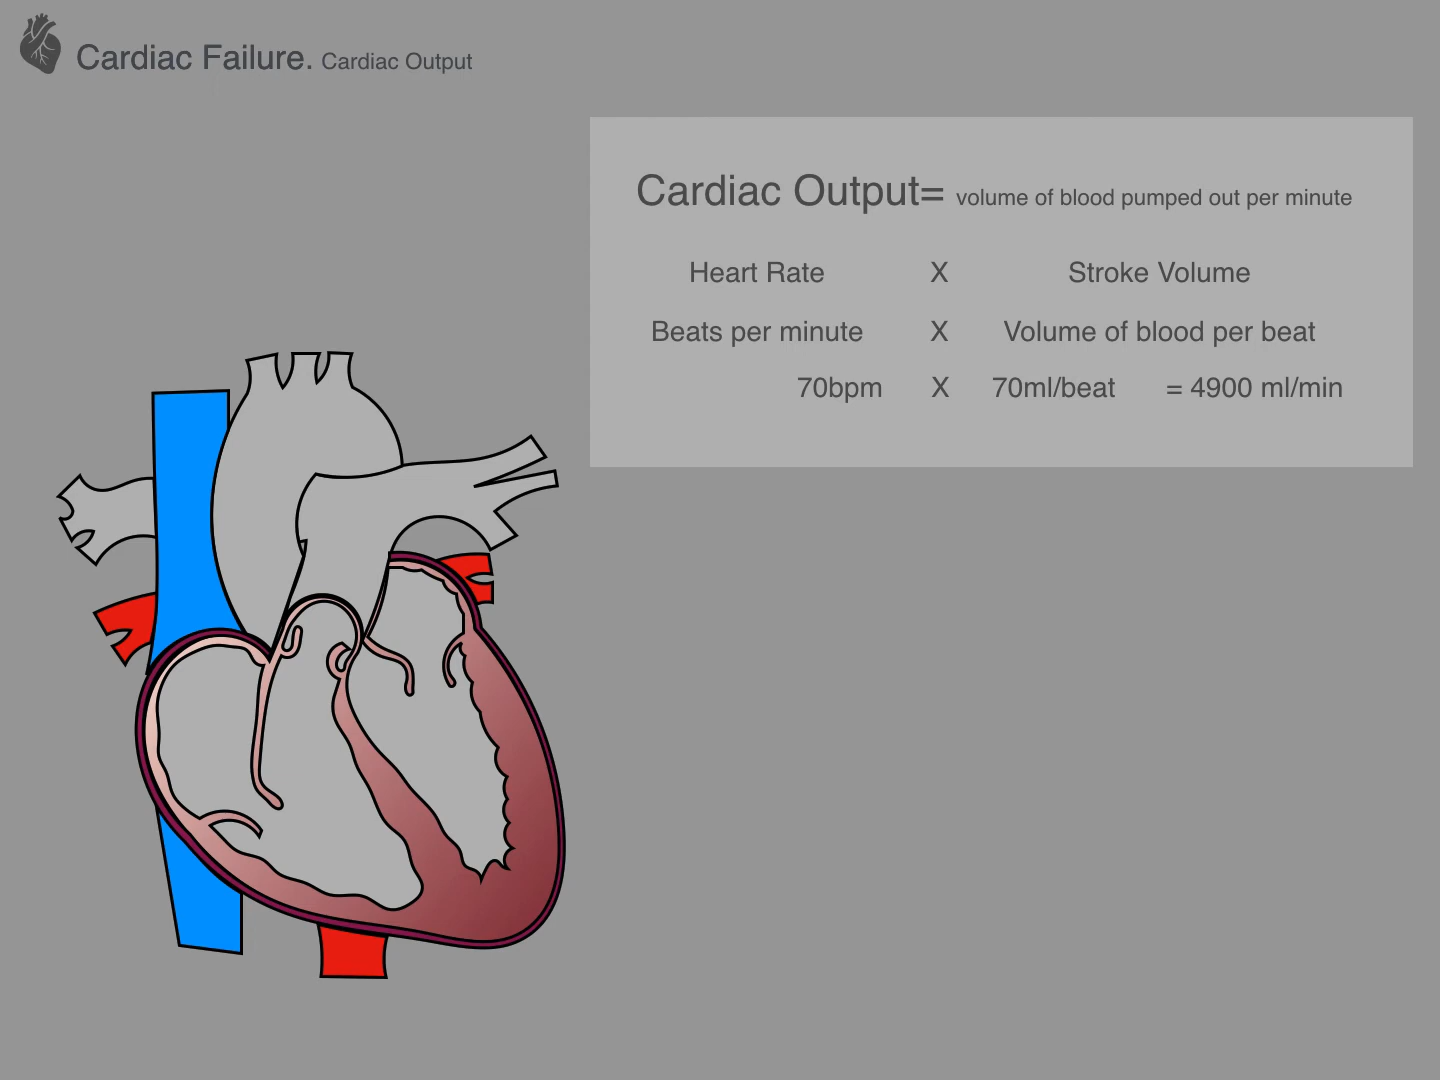 Cardiac Failure. Cardiac Output
Cardiac Output= volume of blood pumped out per minute
Heart Rate X Stroke Volume
Beats per minute X Volume of blood per beat
70bpm X 70ml/beat = 4900 ml/min